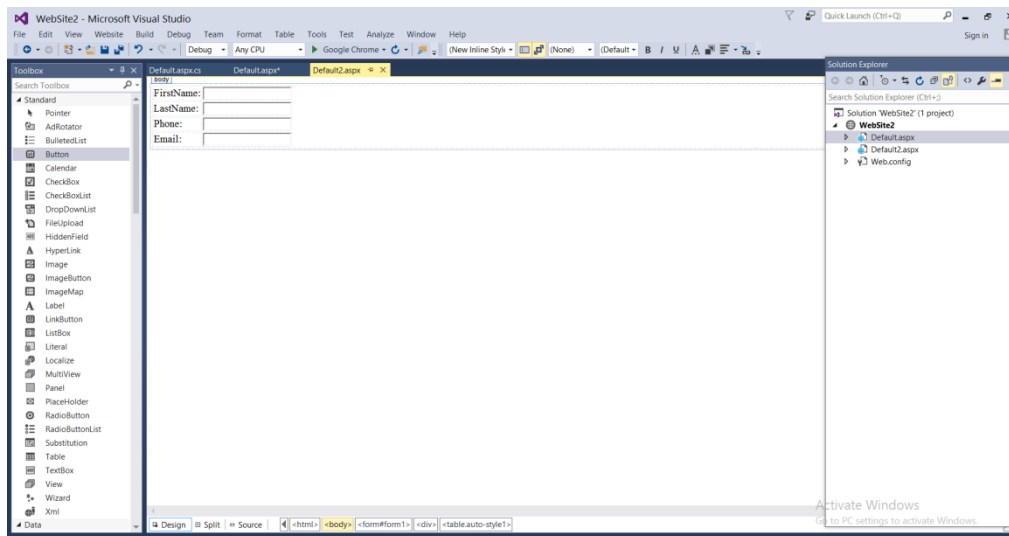 WebSite2 - Microsoft Visual Studio
Quick Launch (Ctrl+Q)
File Edit View Website Build Debug Team Format Table Tools Test Analyze Window Help
Sign in
Debug Any CPU Google Chrome (New Inline Style (None) (Default B I U A
Toolbox
Search Toolbox
Standard
Pointer
AdRotator
BulletedList
Button
Calendar
CheckBox
CheckBoxList
DropDownList
FileUpload
HiddenField
HyperLink
Image
ImageButton
ImageMap
Label
LinkButton
ListBox
Literal
Localize
MultiView
Panel
PlaceHolder
RadioButton
RadioButtonList
Substitution
Table
TextBox
View
Wizard
Xml
Data
Default.aspx.cs Default.aspx* Default2.aspx
body
FirstName:
LastName:
Phone:
Email:
Design Split Source <html> <body> <form#form1> <div> <table.auto-style1>
Solution Explorer
Search Solution Explorer (Ctrl+;)
Solution 'WebSite2' (1 project)
WebSite2
Default.aspx
Default2.aspx
Web.config
Activate Windows
Go to PC settings to activate Windows.